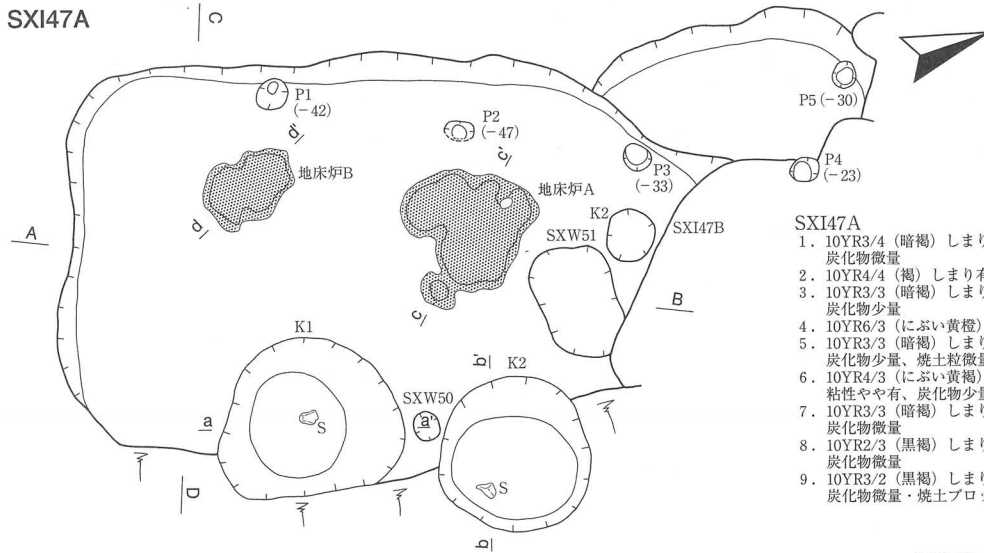 SXI47A
C
P1
(-42)
d'
P2
(-47)
c'
P3
(-33)
P5 (-30)
P4
(-23)
地床炉B
地床炉A
d
A
K2
SXI47B
SXW51
B
c
K1
b'
K2
SXW50
a
a'
S
S
D
b
SXI47A
1. 10YR3/4(暗褐)しまり
炭化物微量
2. 10YR4/4(褐)しまり有
3. 10YR3/3(暗褐)しまり
炭化物少量
4. 10YR6/3(にぶい黄橙)
5. 10YR3/3(暗褐)しまり
炭化物少量、焼土粒微量
6. 10YR4/3(にぶい黄褐)
粘性やや有、炭化物少量
7. 10YR3/3(暗褐)しまり
炭化物微量
8. 10YR2/3(黒褐)しまり
炭化物微量
9. 10YR3/2(黒褐)しまり
炭化物微量・焼土ブロッ